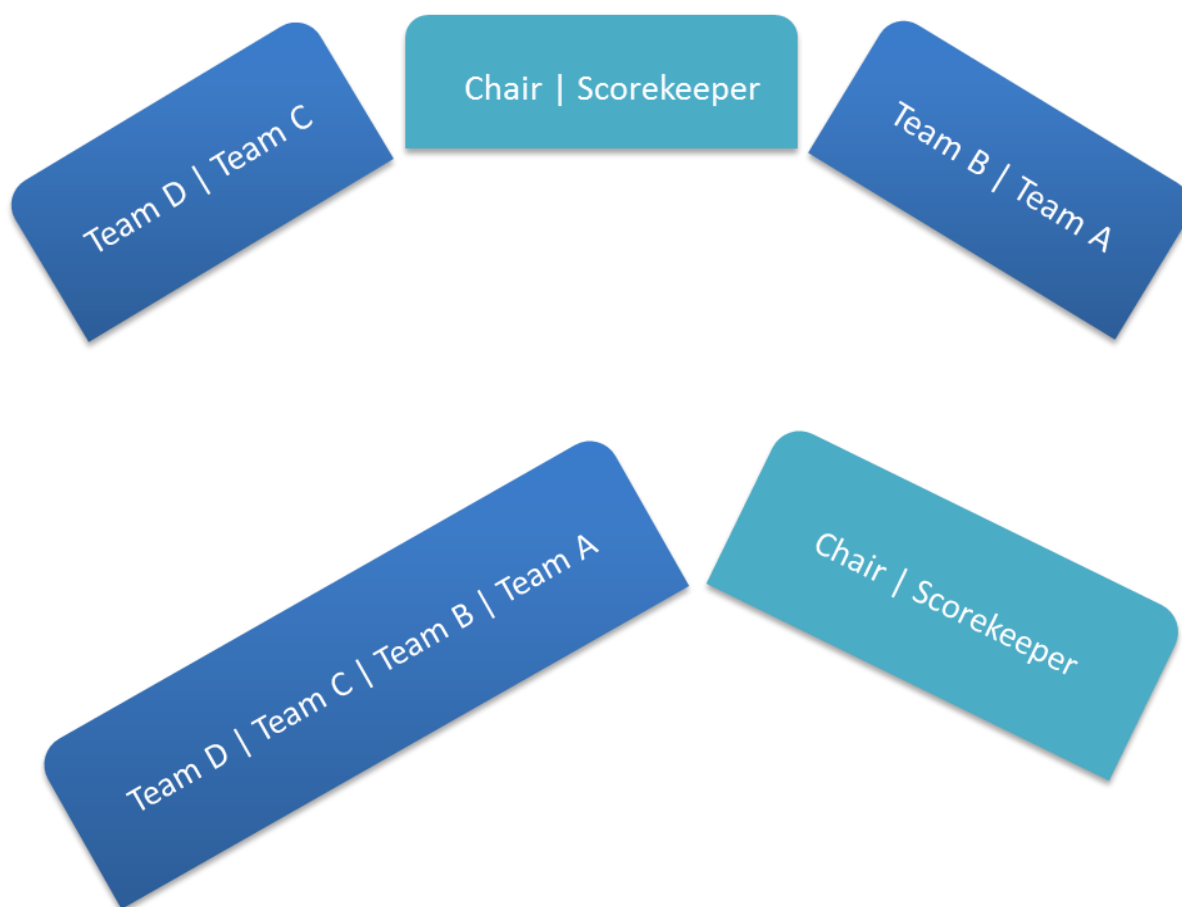 Team D | Team C
Chair | Scorekeeper
Team B | Team A
Team D | Team C | Team B | Team A
Chair | Scorekeeper